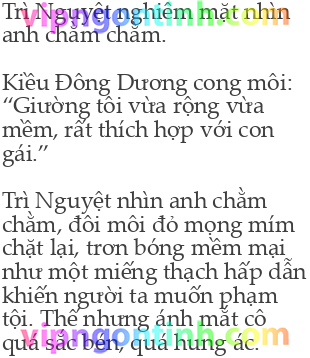 Trì Nguyệt nghiêm mặt nhìn
anh chằm chằm.
Kiều Đông Dương cong môi:
“Giường tôi vừa rộng vừa
mềm, rất thích hợp với con
gái.”
Trì Nguyệt nhìn anh chằm
chằm, đôi môi đỏ mọng mím
chặt lại, trơn bóng mềm mại
như một miếng thạch hấp dẫn
khiến người ta muốn phạm
tội. Thế nhưng ánh mắt cô
quá sắc bén, quá hung ác
vipngontinh.com
vipngontinh.com